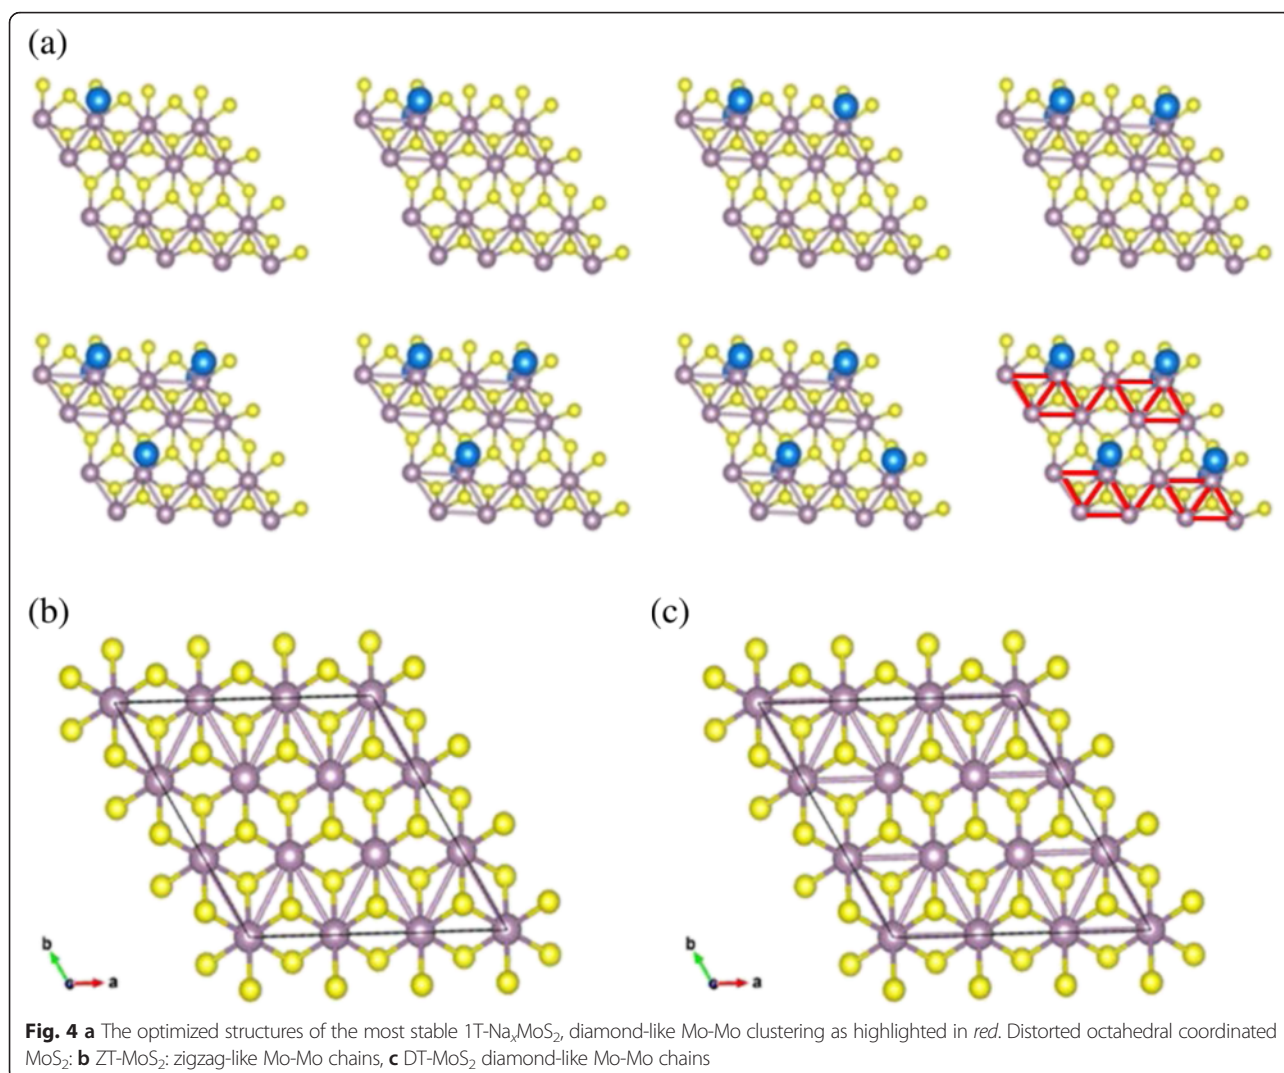 (a)
(b)
(c)
b
a
b
a
Fig. 4 a The optimized structures of the most stable 1T-NaₓMoS₂, diamond-like Mo-Mo clustering as highlighted in red. Distorted octahedral coordinated
MoS₂: b ZT-MoS₂: zigzag-like Mo-Mo chains, c DT-MoS₂ diamond-like Mo-Mo chains